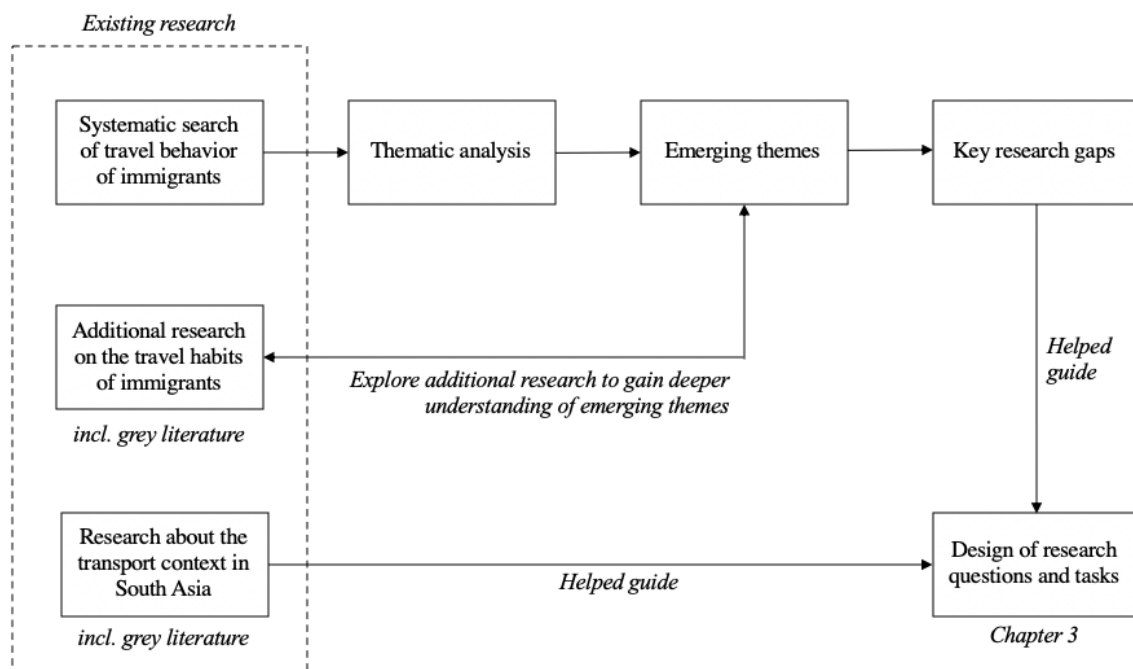 Existing research
Systematic search
of travel behavior
of immigrants
Thematic analysis
Emerging themes
Key research gaps
Additional research
on the travel habits
of immigrants
incl. grey literature
Explore additional research to gain deeper
understanding of emerging themes
Helped
guide
Research about the
transport context in
South Asia
incl. grey literature
Helped guide
Design of research
questions and tasks
Chapter 3